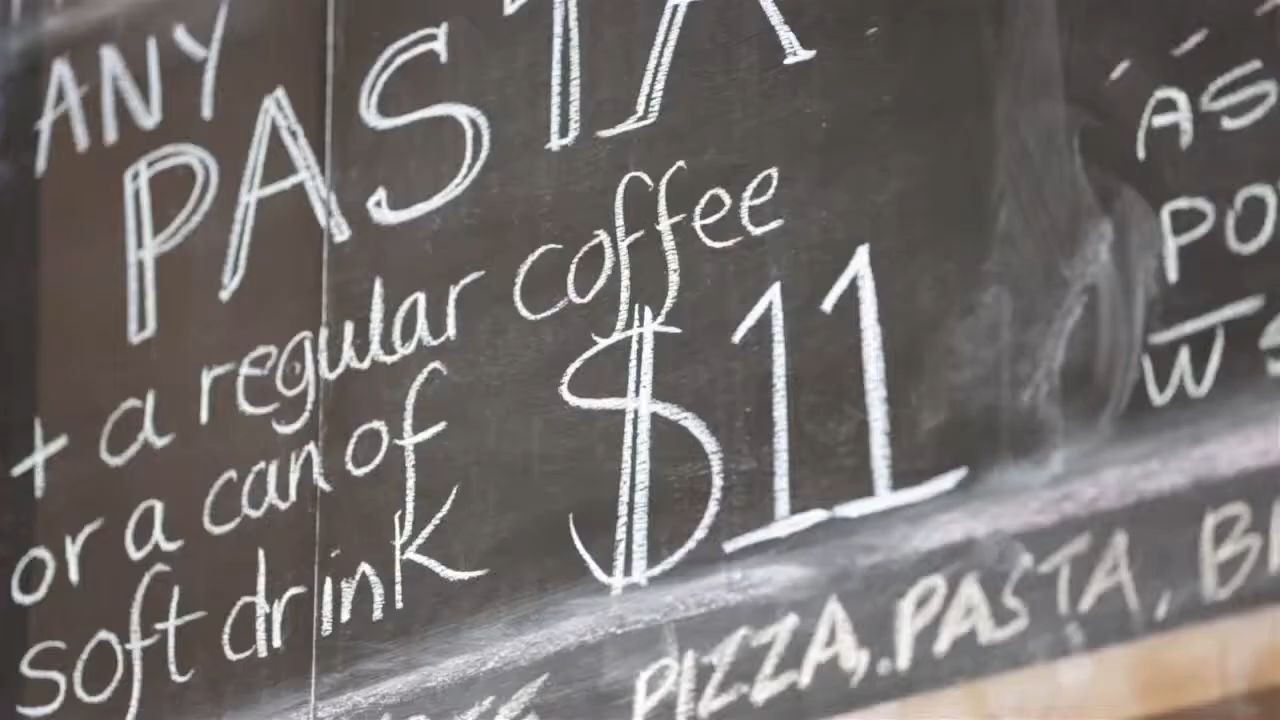 ANY
PASTA
+ a regular coffee
or a can of
soft drink
$11
PIZZA, PASTA,